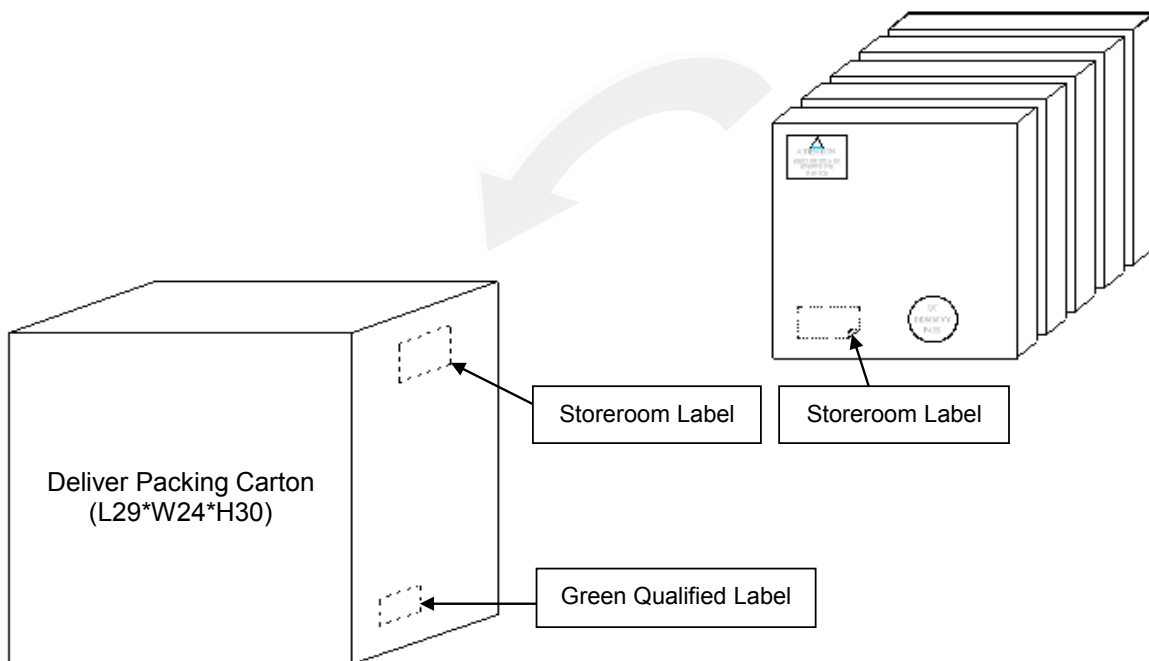 ATTENTION
Storeroom Label
Storeroom Label
Deliver Packing Carton
(L29*W24*H30)
Green Qualified Label
QC
PASS